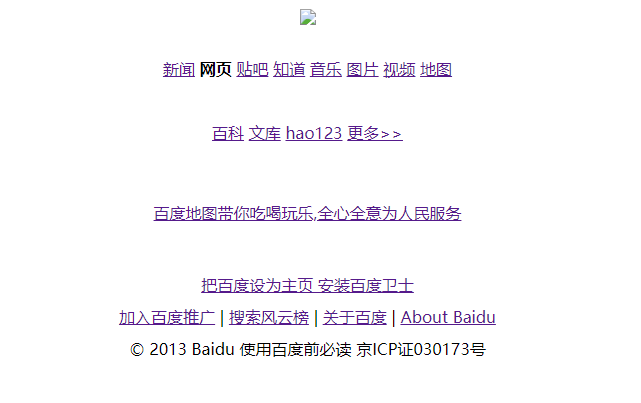 新闻 网页 贴吧 知道 音乐 图片 视频 地图
百科 文库 hao123 更多>>
百度地图带你吃喝玩乐,全心全意为人民服务
把百度设为主页 安装百度卫士
加入百度推广 | 搜索风云榜 | 关于百度 | About Baidu
© 2013 Baidu 使用百度前必读 京ICP证030173号